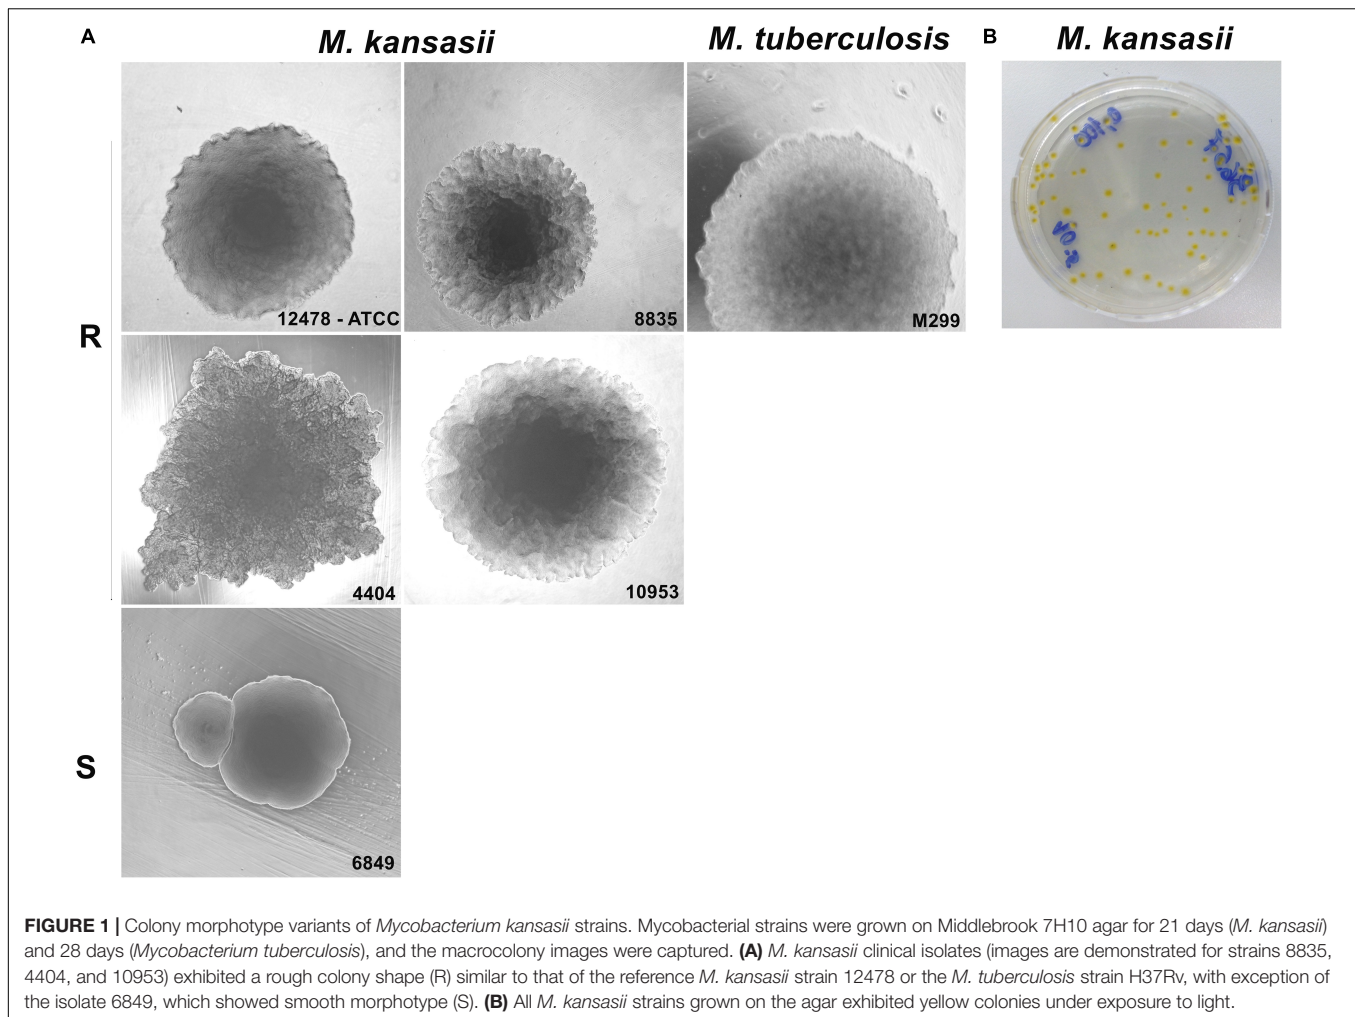 A
M. kansasii
M. tuberculosis
B
M. kansasii
12478 - ATCC
8835
M299
R
4404
10953
S
6849
FIGURE 1 | Colony morphotype variants of Mycobacterium kansasii strains. Mycobacterial strains were grown on Middlebrook 7H10 agar for 21 days (M. kansasii)
and 28 days (Mycobacterium tuberculosis), and the macrocolony images were captured. (A) M. kansasii clinical isolates (images are demonstrated for strains 8835,
4404, and 10953) exhibited a rough colony shape (R) similar to that of the reference M. kansasii strain 12478 or the M. tuberculosis strain H37Rv, with exception of
the isolate 6849, which showed smooth morphotype (S). (B) All M. kansasii strains grown on the agar exhibited yellow colonies under exposure to light.